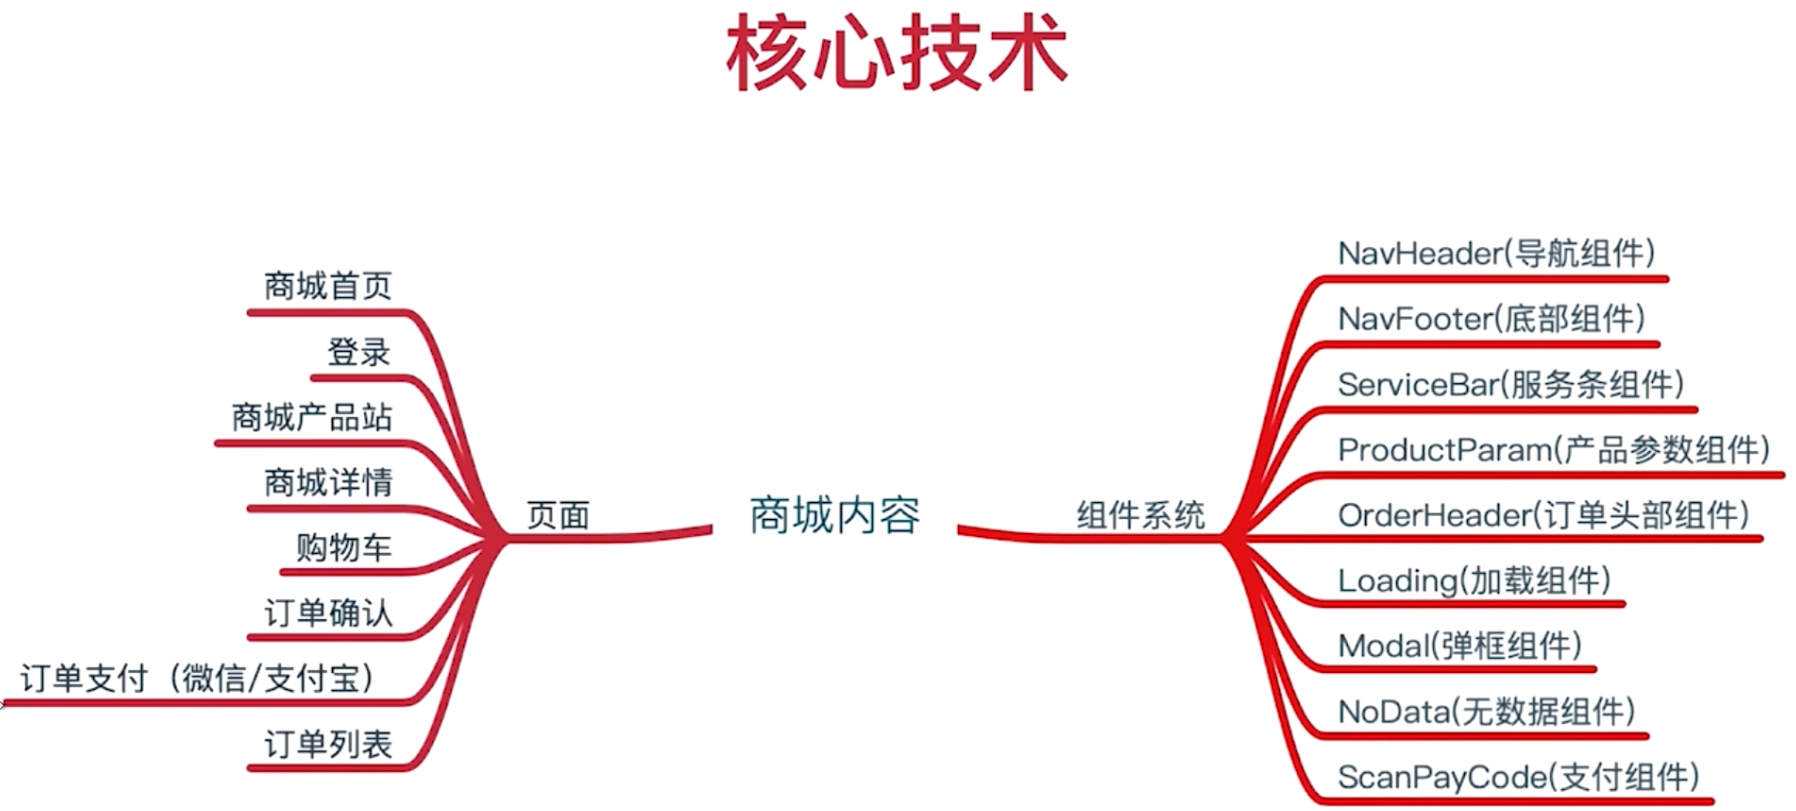 核心技术
商城内容
页面
商城首页
登录
商城产品站
商城详情
购物车
订单确认
订单支付（微信/支付宝）
订单列表
组件系统
NavHeader(导航组件)
NavFooter(底部组件)
ServiceBar(服务条组件)
ProductParam(产品参数组件)
OrderHeader(订单头部组件)
Loading(加载组件)
Modal(弹框组件)
NoData(无数据组件)
ScanPayCode(支付组件)